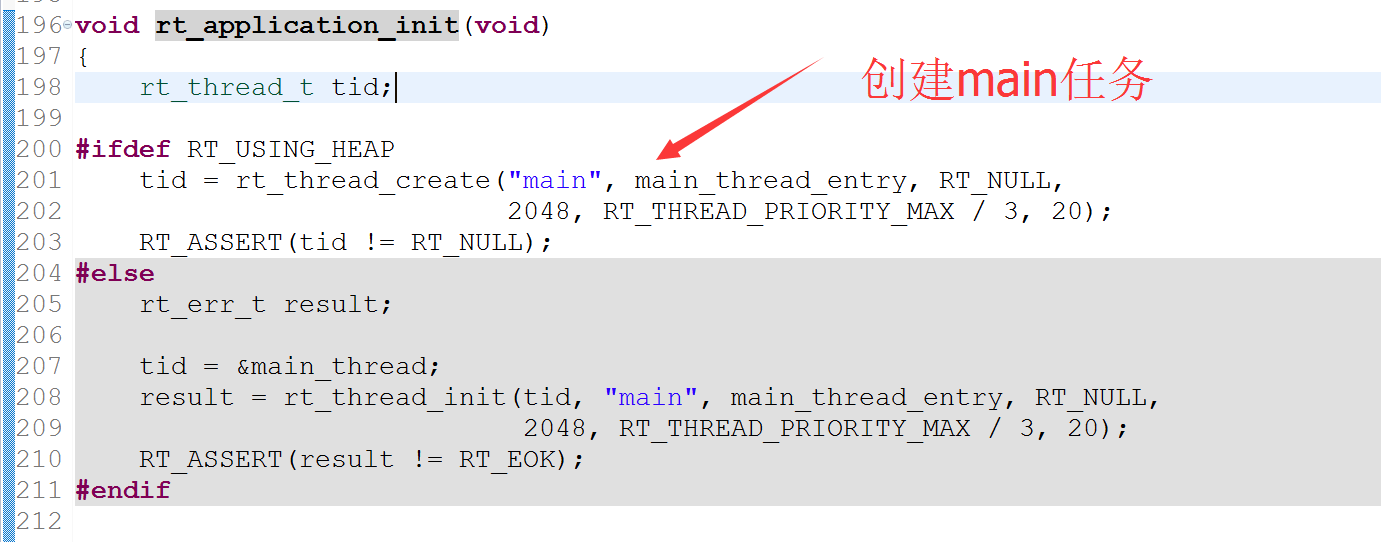 196 void rt_application_init(void)
197 {
198     rt_thread_t tid;
创建main任务
199
200 #ifdef RT_USING_HEAP
201     tid = rt_thread_create("main", main_thread_entry, RT_NULL,
202                            2048, RT_THREAD_PRIORITY_MAX / 3, 20);
203     RT_ASSERT(tid != RT_NULL);
204 #else
205     rt_err_t result;
206
207     tid = &main_thread;
208     result = rt_thread_init(tid, "main", main_thread_entry, RT_NULL,
209                             2048, RT_THREAD_PRIORITY_MAX / 3, 20);
210     RT_ASSERT(result != RT_EOK);
211 #endif
212